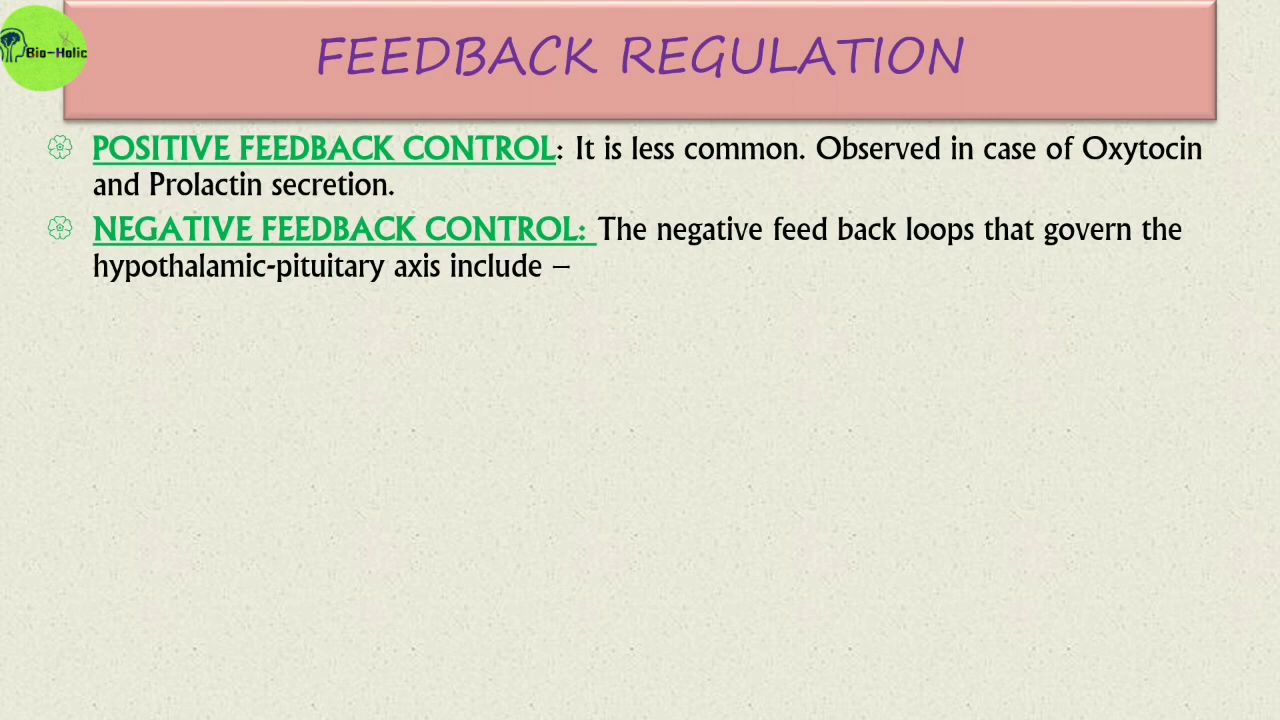 Bio-Holic
FEEDBACK REGULATION
POSITIVE FEEDBACK CONTROL: It is less common. Observed in case of Oxytocin
and Prolactin secretion.
NEGATIVE FEEDBACK CONTROL: The negative feed back loops that govern the
hypothalamic-pituitary axis include –